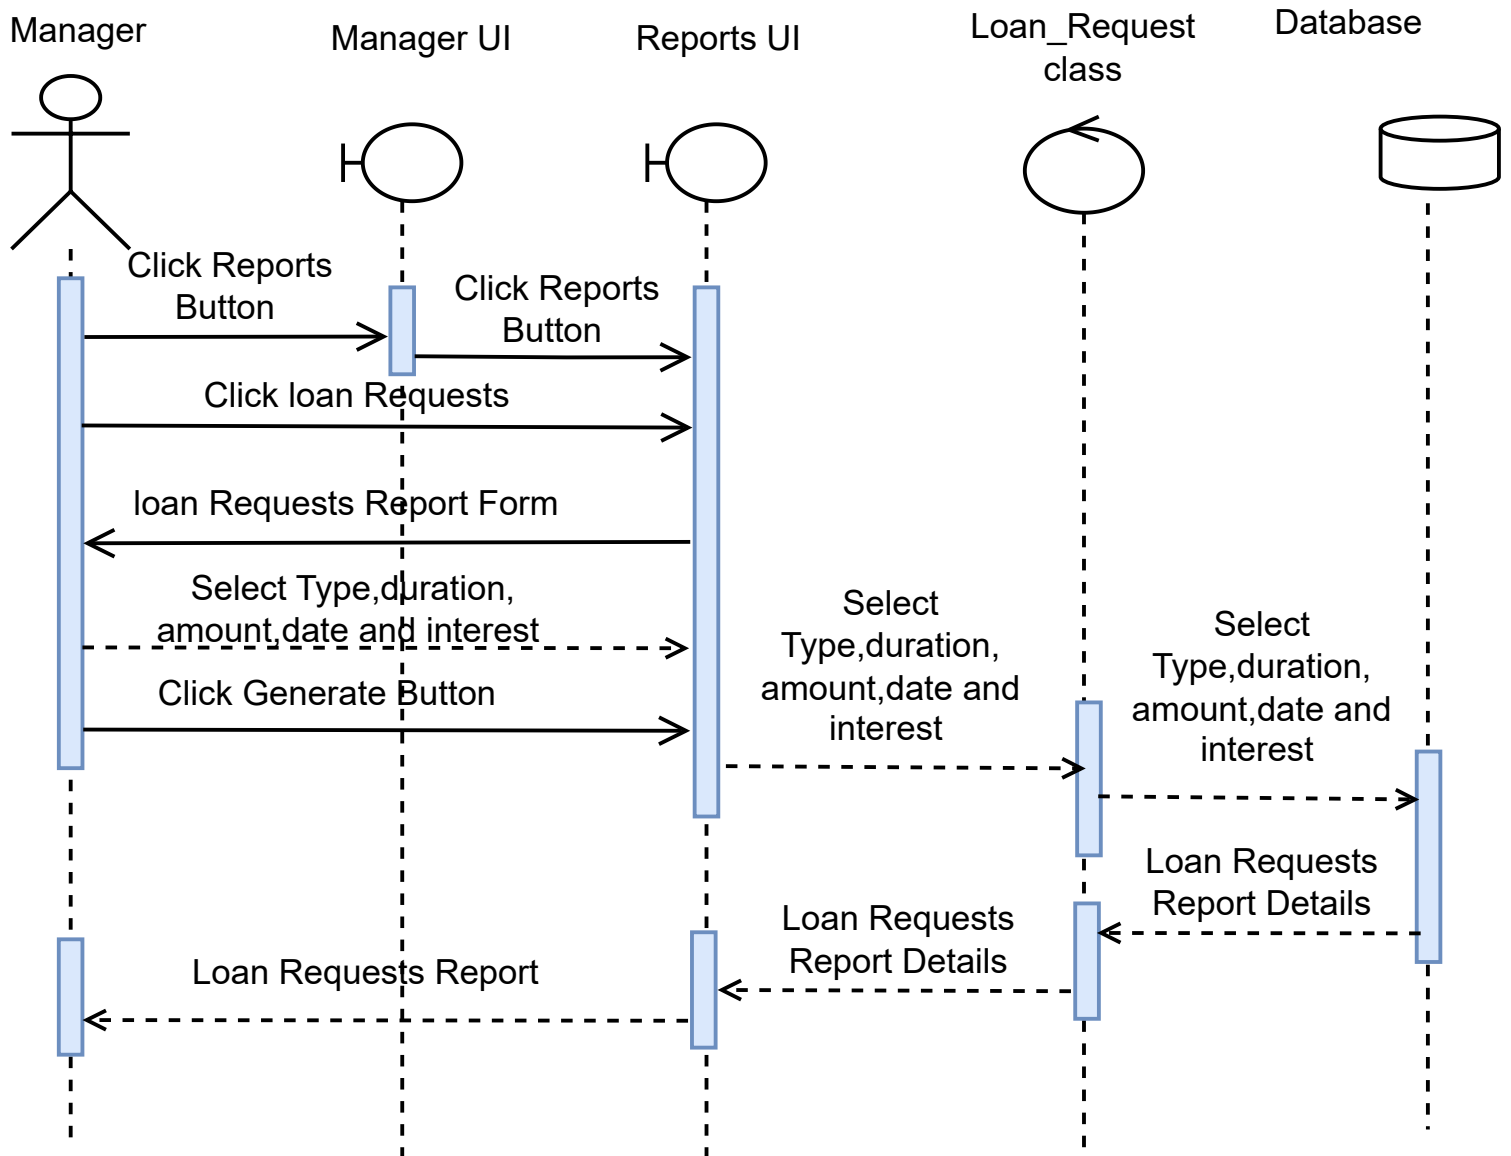 Manager
Manager UI
Reports UI
Loan_Request
class
Database
Click Reports
Button
Click Reports
Button
Click loan Requests
loan Requests Report Form
Select Type,duration,
amount,date and interest
Click Generate Button
Select
Type,duration,
amount,date and
interest
Select
Type,duration,
amount,date and
interest
Loan Requests
Report Details
Loan Requests
Report Details
Loan Requests Report